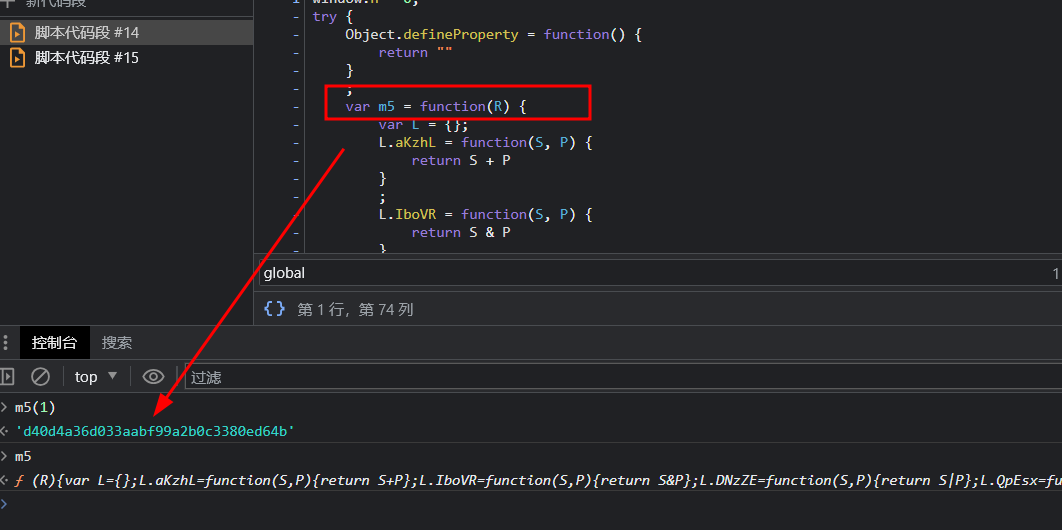 新代码段
脚本代码段 #14
脚本代码段 #15
1
try {
Object.defineProperty = function() {
return ""
}
;
var m5 = function(R) {
var L = {};
L.aKzhL = function(S, P) {
return S + P
}
;
L.IboVR = function(S, P) {
return S & P
}
global
1
{} 第 1 行，第 74 列
控制台 搜索
top ▼ 过滤
> m5(1)
'd40d4a36d033aabf99a2b0c3380ed64b'
> m5
ƒ (R){var L={};L.aKzhL=function(S,P){return S+P};L.IboVR=function(S,P){return S&P};L.DNzZE=function(S,P){return S|P};L.QpEsx=fu
>